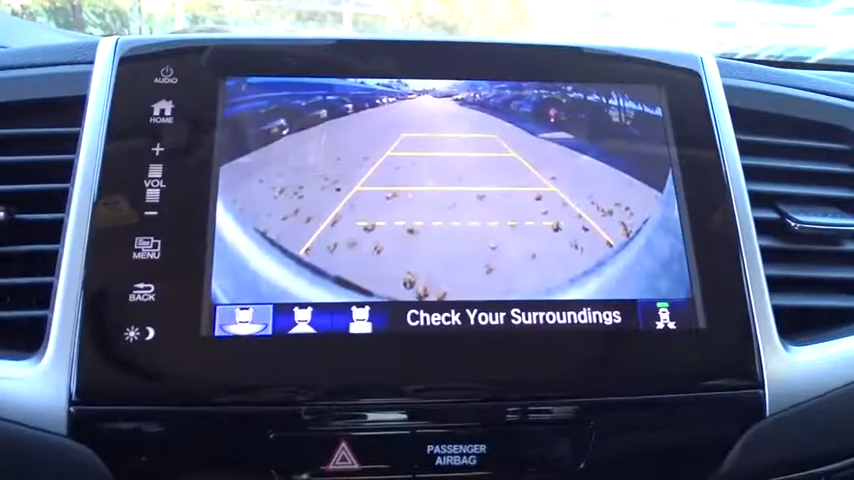 AUDIO
HOME
+
VOL
−
MENU
BACK
Check Your Surroundings
PASSENGER
AIRBAG